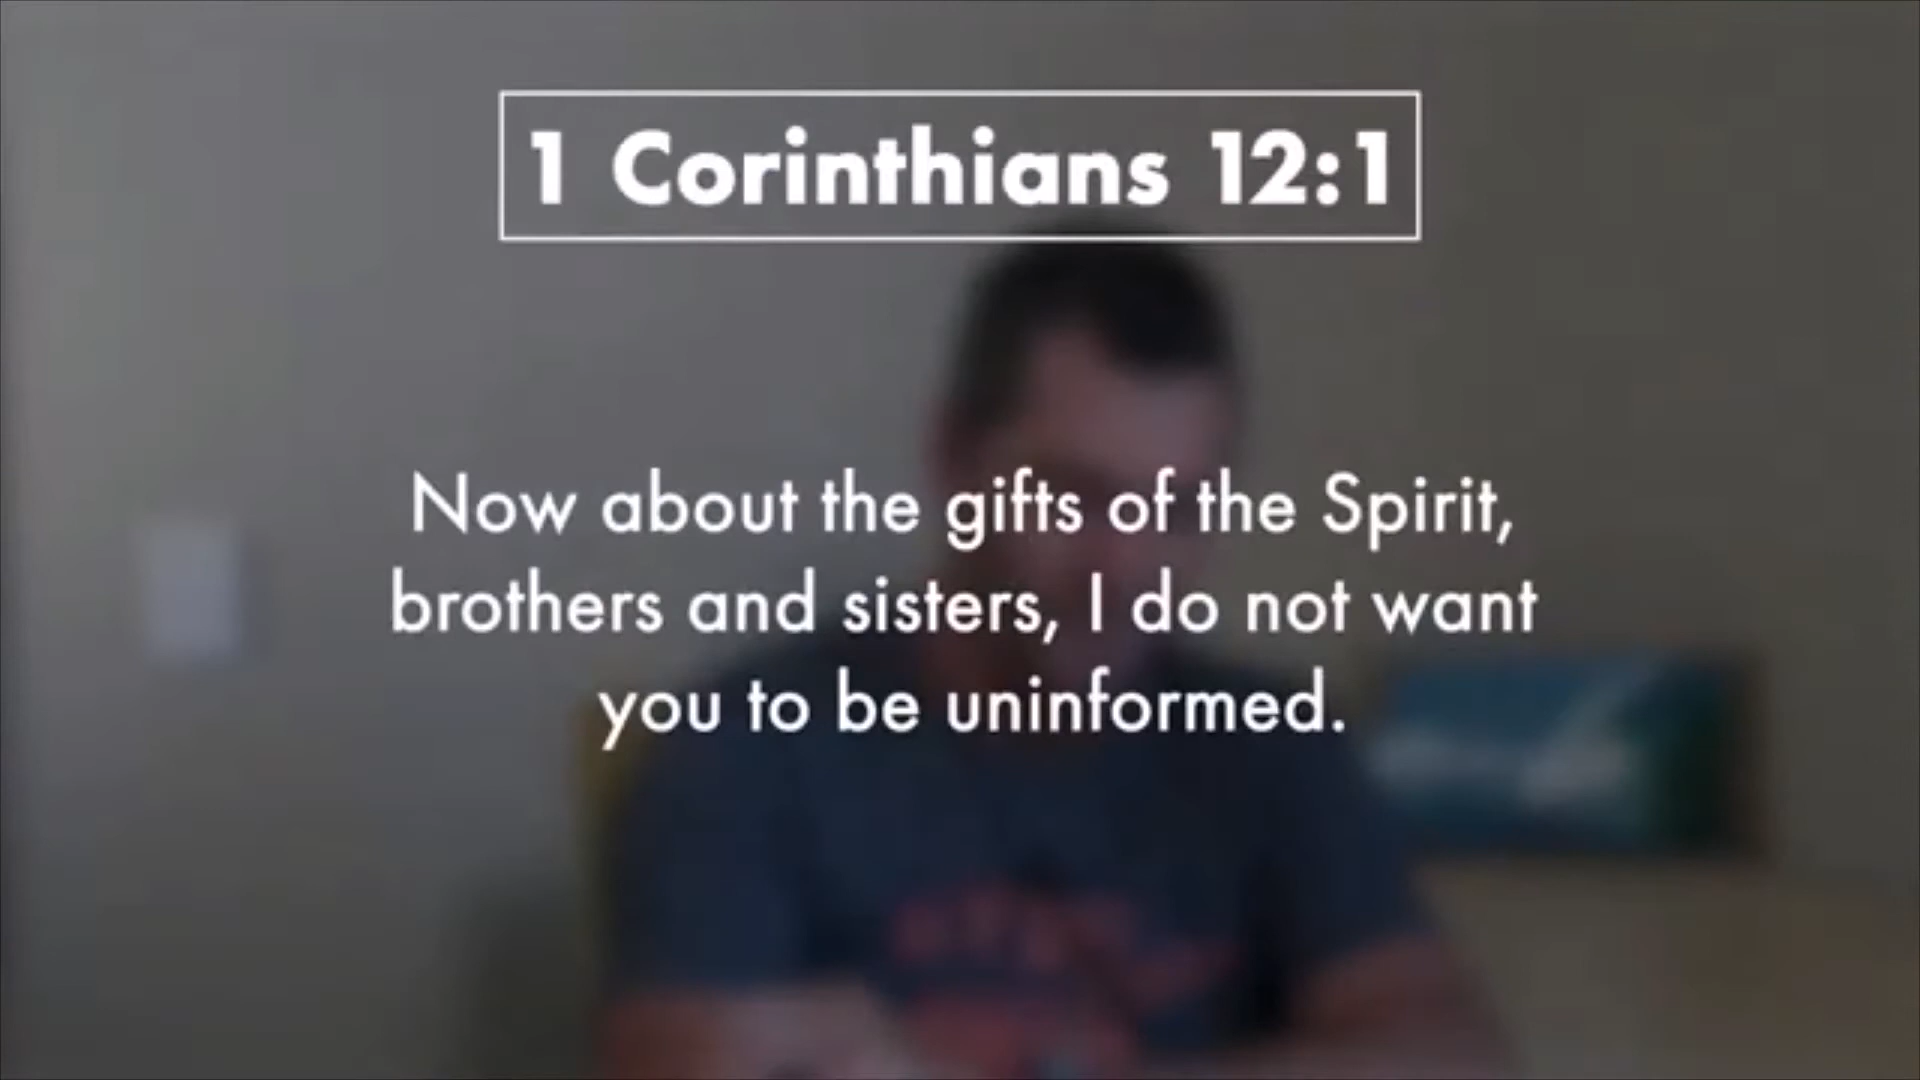 1 Corinthians 12:1
Now about the gifts of the Spirit,
brothers and sisters, I do not want
you to be uninformed.